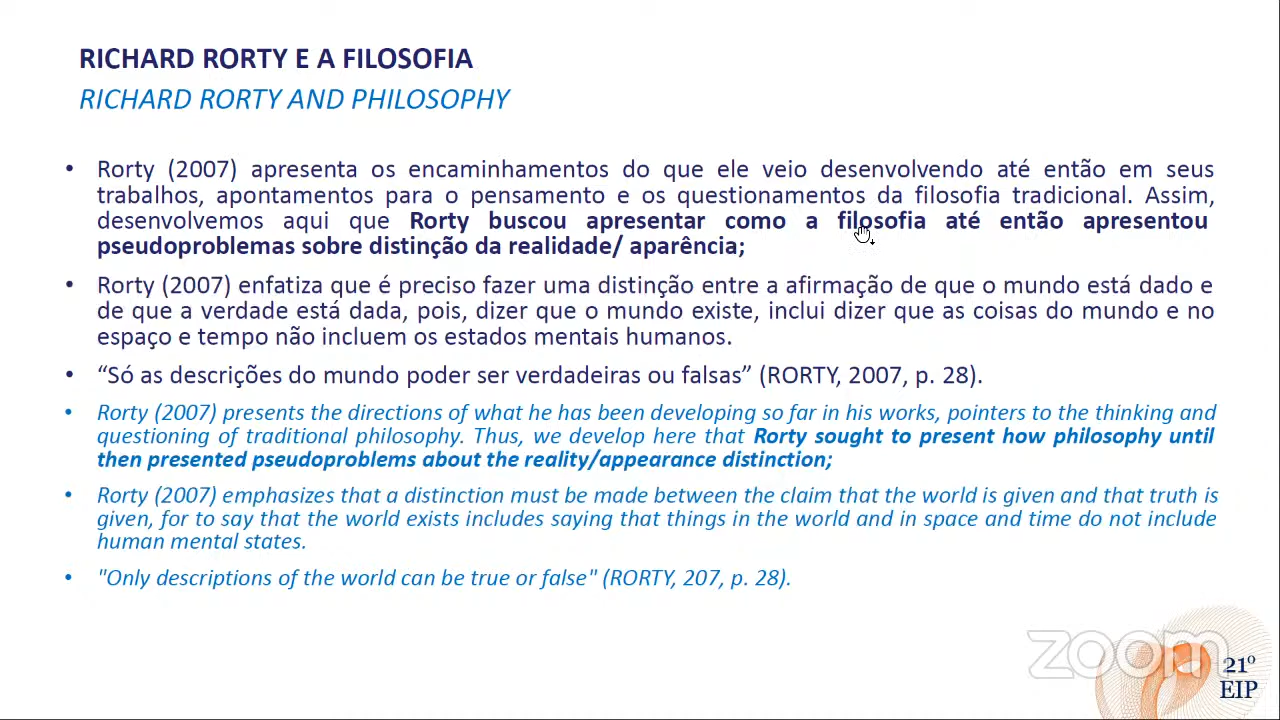 RICHARD RORTY E A FILOSOFIA
RICHARD RORTY AND PHILOSOPHY
• Rorty (2007) apresenta os encaminhamentos do que ele veio desenvolvendo até então em seus
trabalhos, apontamentos para o pensamento e os questionamentos da filosofia tradicional. Assim,
desenvolvemos aqui que Rorty buscou apresentar como a filosofia até então apresentou
pseudoproblemas sobre distinção da realidade/ aparência;
• Rorty (2007) enfatiza que é preciso fazer uma distinção entre a afirmação de que o mundo está dado e
de que a verdade está dada, pois, dizer que o mundo existe, inclui dizer que as coisas do mundo e no
espaço e tempo não incluem os estados mentais humanos.
• “Só as descrições do mundo poder ser verdadeiras ou falsas” (RORTY, 2007, p. 28).
• Rorty (2007) presents the directions of what he has been developing so far in his works, pointers to the thinking and
questioning of traditional philosophy. Thus, we develop here that Rorty sought to present how philosophy until
then presented pseudoproblems about the reality/appearance distinction;
• Rorty (2007) emphasizes that a distinction must be made between the claim that the world is given and that truth is
given, for to say that the world exists includes saying that things in the world and in space and time do not include
human mental states.
• "Only descriptions of the world can be true or false" (RORTY, 207, p. 28).
zoom
21º
EIP